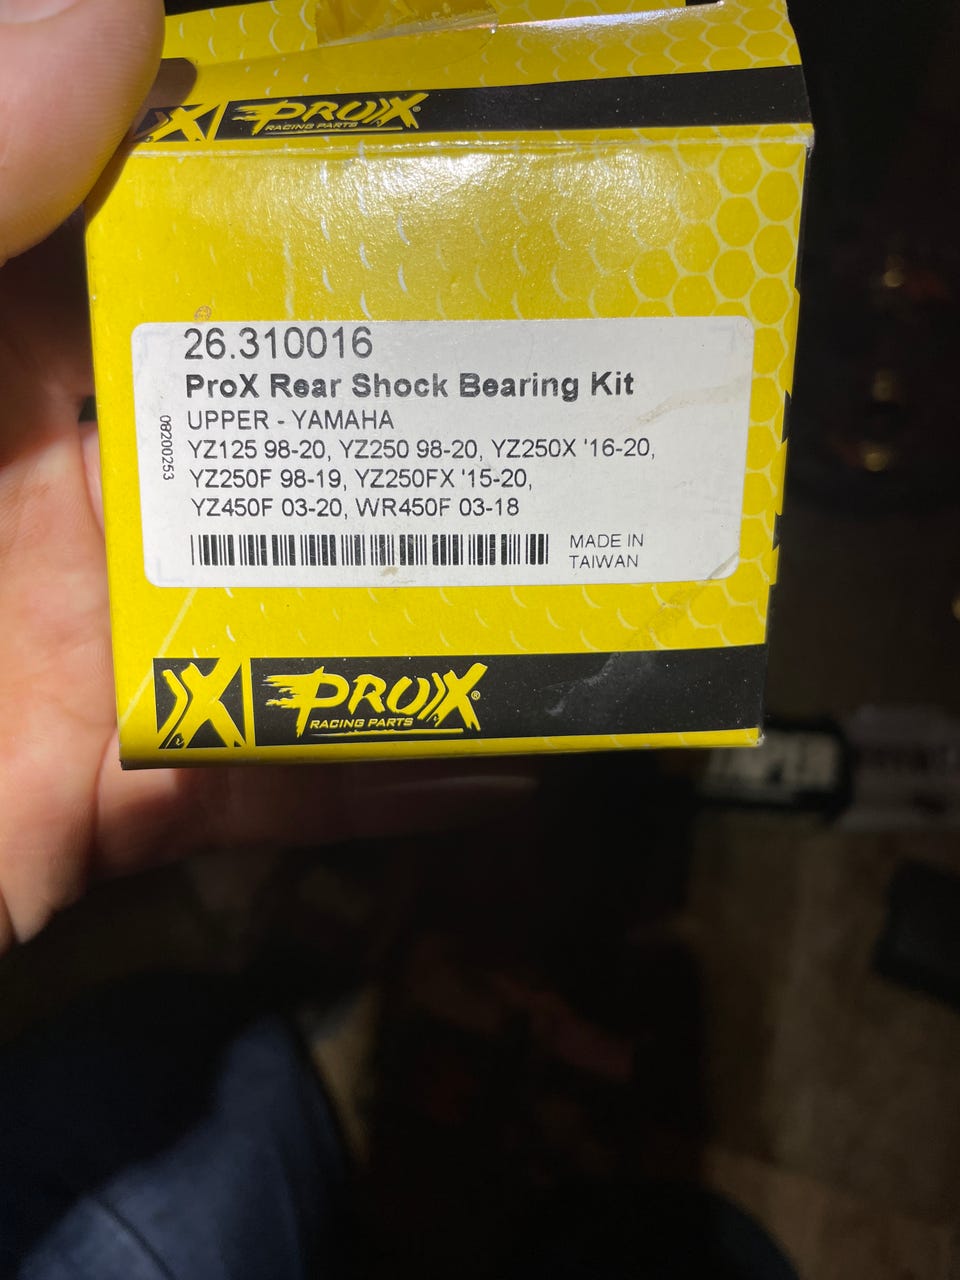 PROX
RACING PARTS
26.310016
ProX Rear Shock Bearing Kit
UPPER - YAMAHA
YZ125 98-20, YZ250 98-20, YZ250X '16-20,
YZ250F 98-19, YZ250FX '15-20,
YZ450F 03-20, WR450F 03-18
08200253
MADE IN
TAIWAN
PROX®
RACING PARTS